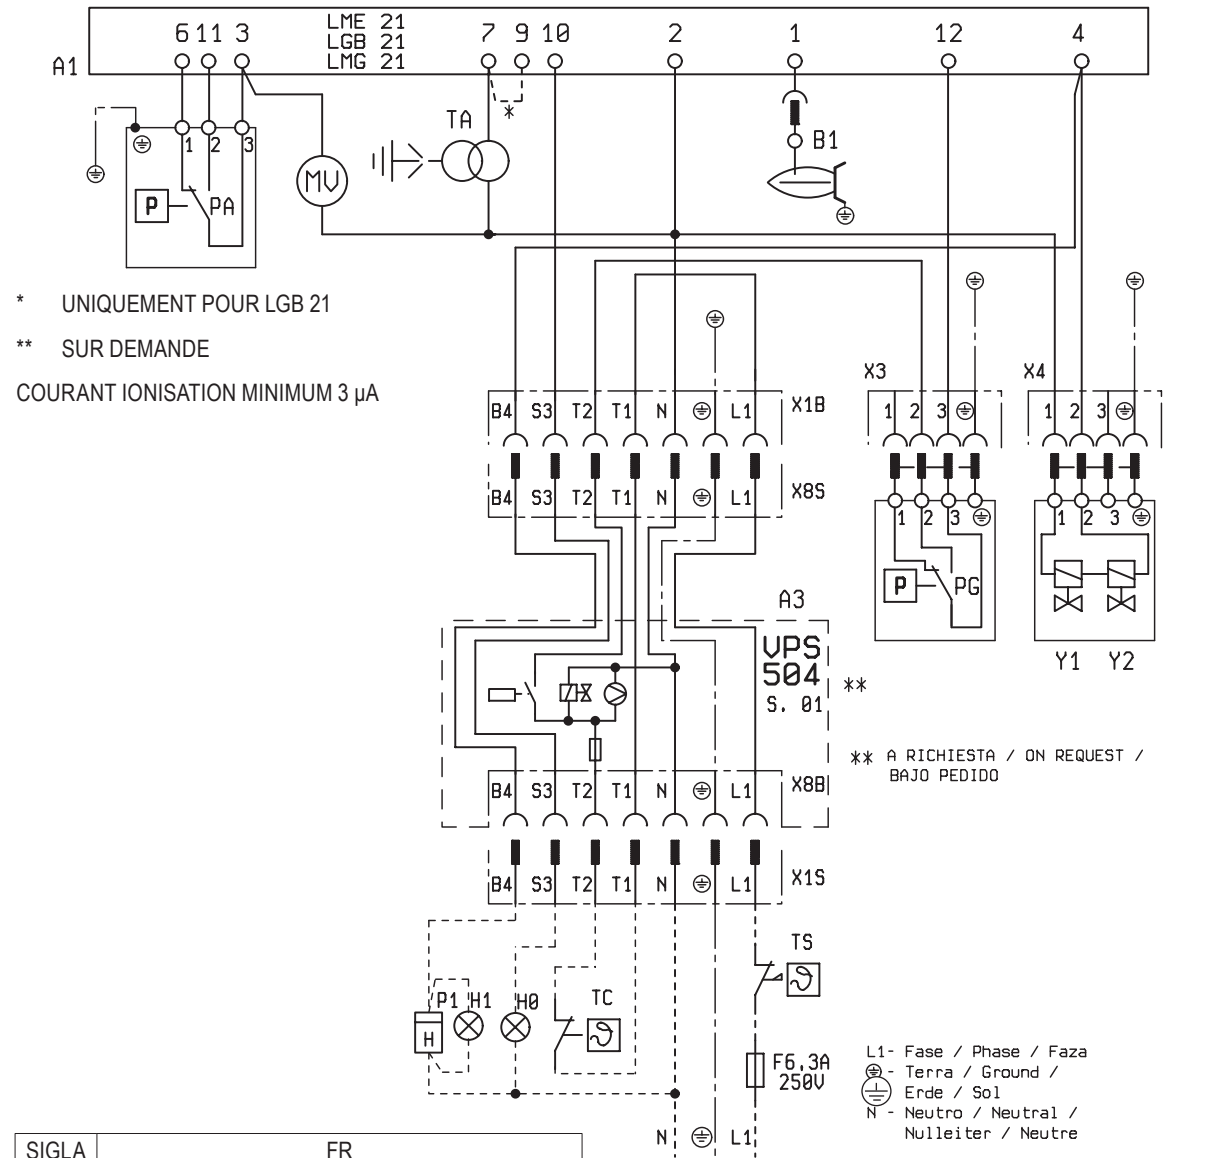 LME 21
6 11 3 7 9 10 2 1 12 4
LGB 21
A1
LMG 21
*
TA
B1
1 2 3
MV
P PA
* UNIQUEMENT POUR LGB 21
** SUR DEMANDE
COURANT IONISATION MINIMUM 3 µA
X3 X4
B4 S3 T2 T1 N L1 X1B
1 2 3 1 2 3
B4 S3 T2 T1 N L1 X8S
1 2 3 1 2 3
P PG
A3
VPS
504
S. 01
**
Y1 Y2
** A RICHIESTA / ON REQUEST /
BAJO PEDIDO
B4 S3 T2 T1 N L1 X8B
B4 S3 T2 T1 N L1 X1S
TS
P1 H1 H0 TC
H
F6,3A
250V
L1- Fase / Phase / Faza
- Terra / Ground /
Erde / Sol
N - Neutro / Neutral /
Nulleiter / Neutre
N L1
SIGLA FR